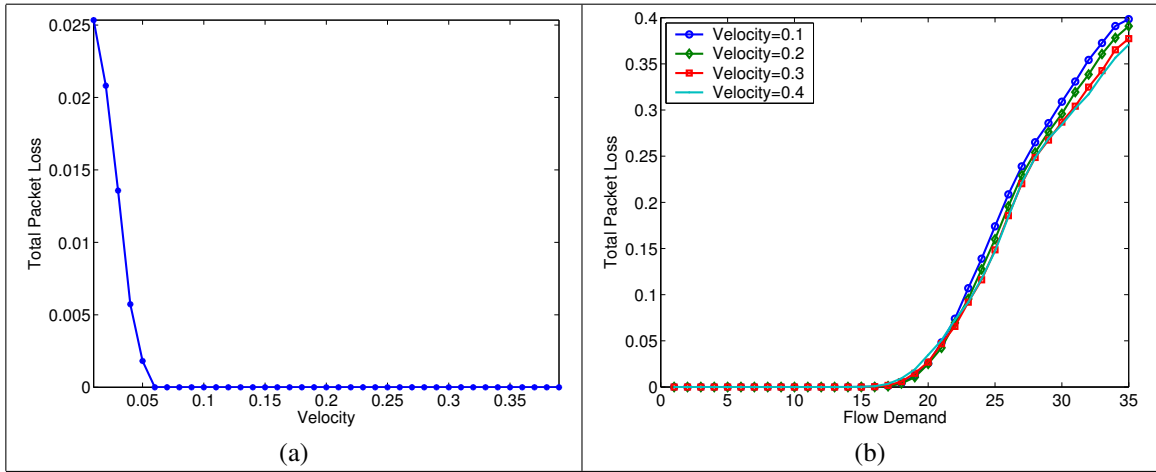 0.025
0.02
0.015
0.01
0.005
0
Total Packet Loss
0.05 0.1 0.15 0.2 0.25 0.3 0.35
Velocity
(a)
0.4
0.35
0.3
0.25
0.2
0.15
0.1
0.05
0
Total Packet Loss
Velocity=0.1
Velocity=0.2
Velocity=0.3
Velocity=0.4
0 5 10 15 20 25 30 35
Flow Demand
(b)